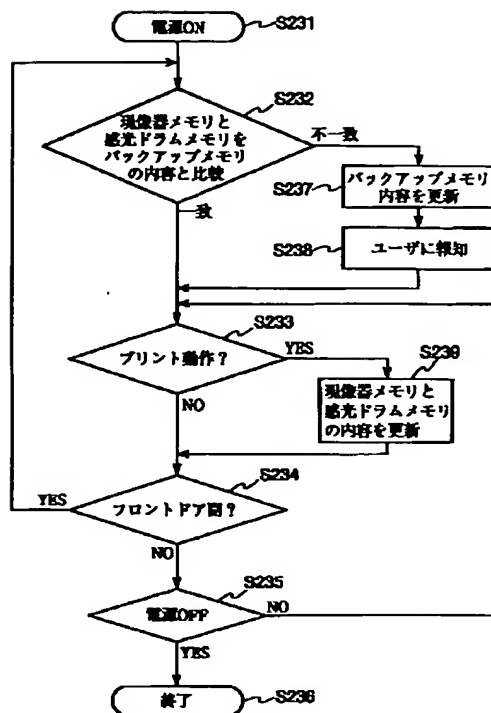 電源ON
S231
S232
現像器メモリと
感光ドラムメモリを
バックアップメモリ
の内容と比較
不一致
一致
S237
バックアップメモリ
内容を更新
S238
ユーザに報知
S233
プリント動作?
YES
NO
S239
現像器メモリと
感光ドラムメモリ
の内容を更新
S234
フロントドア開?
YES
NO
S235
電源OFF
NO
YES
終了
S236